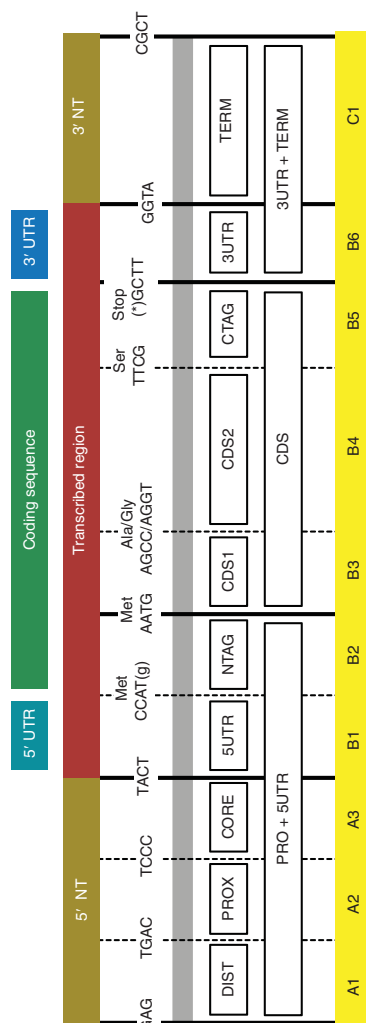 5′ UTR
Coding sequence
3′ UTR
5′ NT
Transcribed region
3′ NT
TGAC
TCCC
TACT
Met
CCAT(g)
Met
AATG
Ala/Gly
AGCC/AGGT
Ser
TTCG
Stop
(*)GCTT
GGTA
CGCT
DIST
PROX
CORE
5UTR
NTAG
CDS1
CDS2
CTAG
3UTR
TERM
PRO + 5UTR
CDS
3UTR + TERM
A1
A2
A3
B1
B2
B3
B4
B5
B6
C1